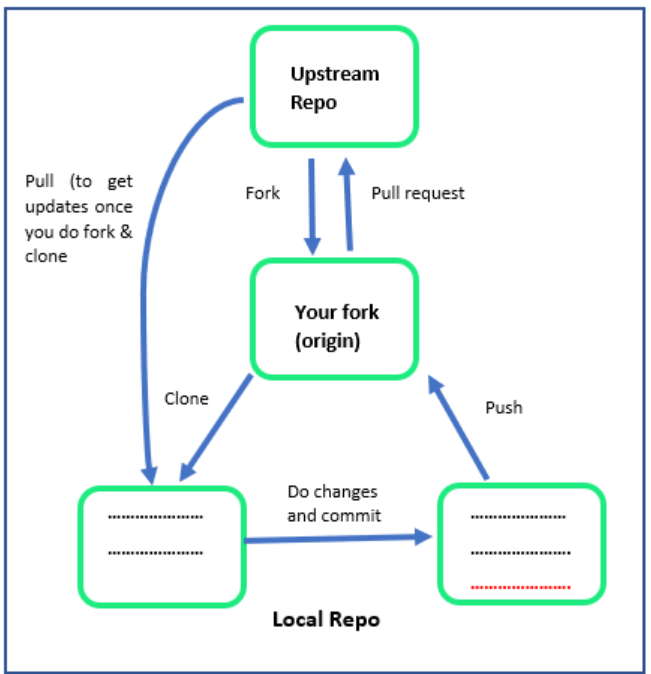 Upstream
Repo
Pull (to get
updates once
you do fork &
clone
Fork
Pull request
Your fork
(origin)
Clone
Push
Do changes
and commit
Local Repo